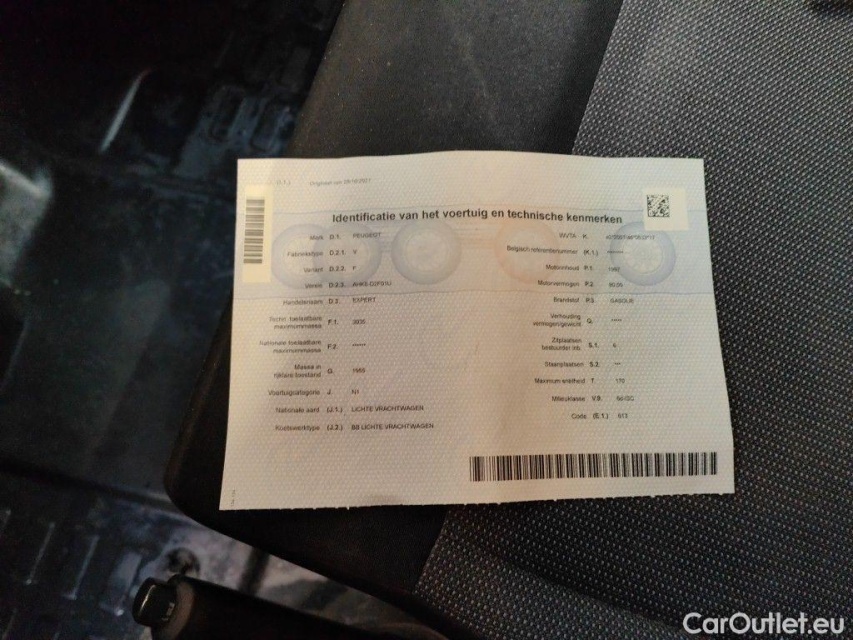 Identificatie van het voertuig en technische kenmerken
Merk D.1. PEUGEOT
Fabriekstype D.2.1. V
Variant D.2.2. F
Versie D.2.3.
Handelsnaam D.3. EXPERT
Techn. toelaatbare maximummassa F.1.
Nationale toelaatbare maximummassa F.2. ******
Massa in rijklare toestand G.
Voertuigcategorie J. N1
Nationale aard (J.1.) LICHTE VRACHTWAGEN
Koetswerktype (J.2.) BB LICHTE VRACHTWAGEN
WVTA K.
Belgisch referentienummer (K.1.)
Motorinhoud P.1. 1997
Motorvermogen P.2. 90.00
Brandstof P.3. GASOLIE
Verhouding vermogen/gewicht Q.
Zitplaatsen bestuurder inb. S.1. 6
Staanplaatsen S.2.
Maximum snelheid T. 170
Milieuklasse V.9.
Code (E.1.) 613
CarOutlet.eu